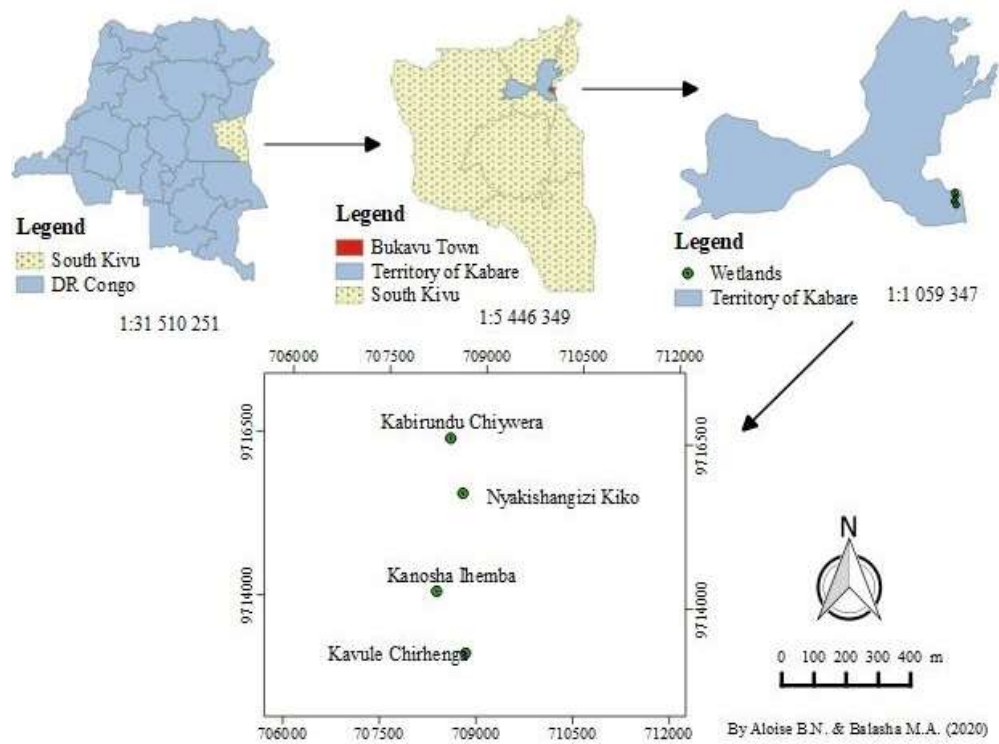 Legend
South Kivu
DR Congo
1:31 510 251
Legend
Bukavu Town
Territory of Kabare
South Kivu
1:5 446 349
Legend
Wetlands
Territory of Kabare
1:1 059 347
706000 707500 709000 710500 712000
9716500
9714000
Kabirundu Chiywera
Nyakishangizi Kiko
Kanosha Ihemba
Kavule Chirhenga
9716500
9714000
706000 707500 709000 710500 712000
N
0 100 200 300 400 m
By Aloise B.N. & Balasha M.A. (2020)